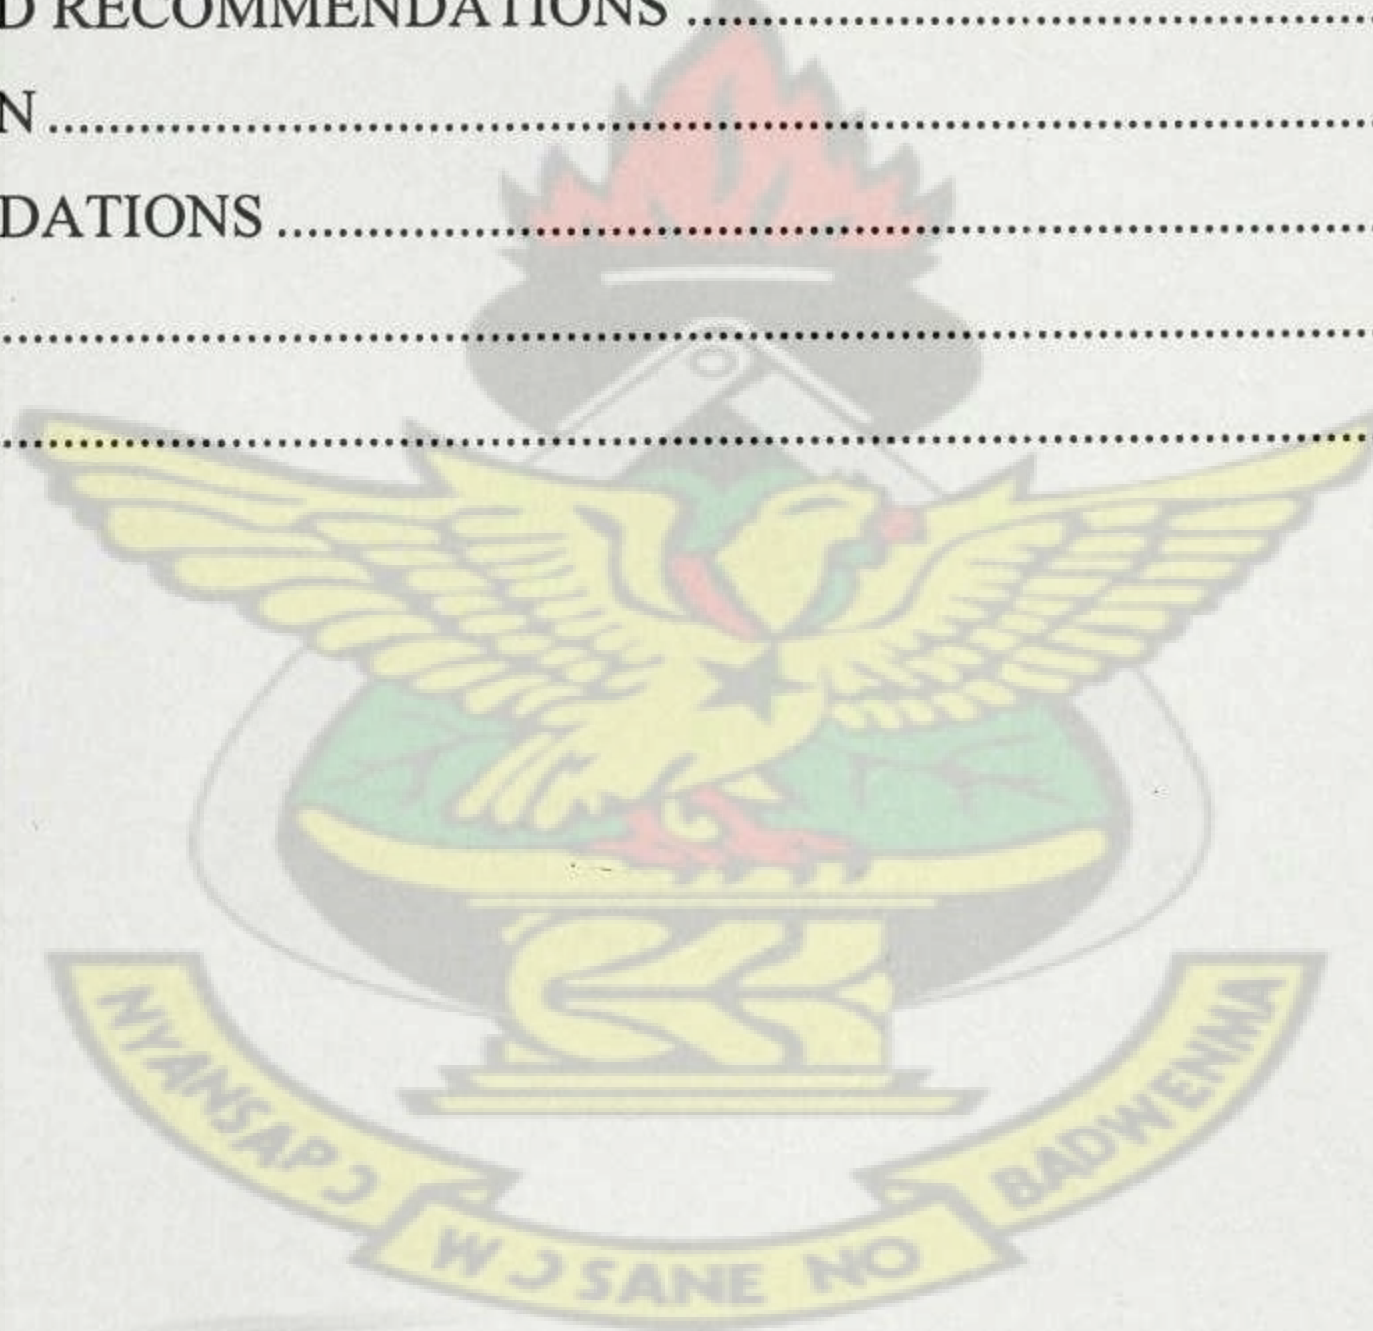 D RECOMMENDATIONS ................................................
N ................................................
DATIONS ................................................
................................................
................................................
NYANSAPƆ
WƆSANE NO
BADWENMA